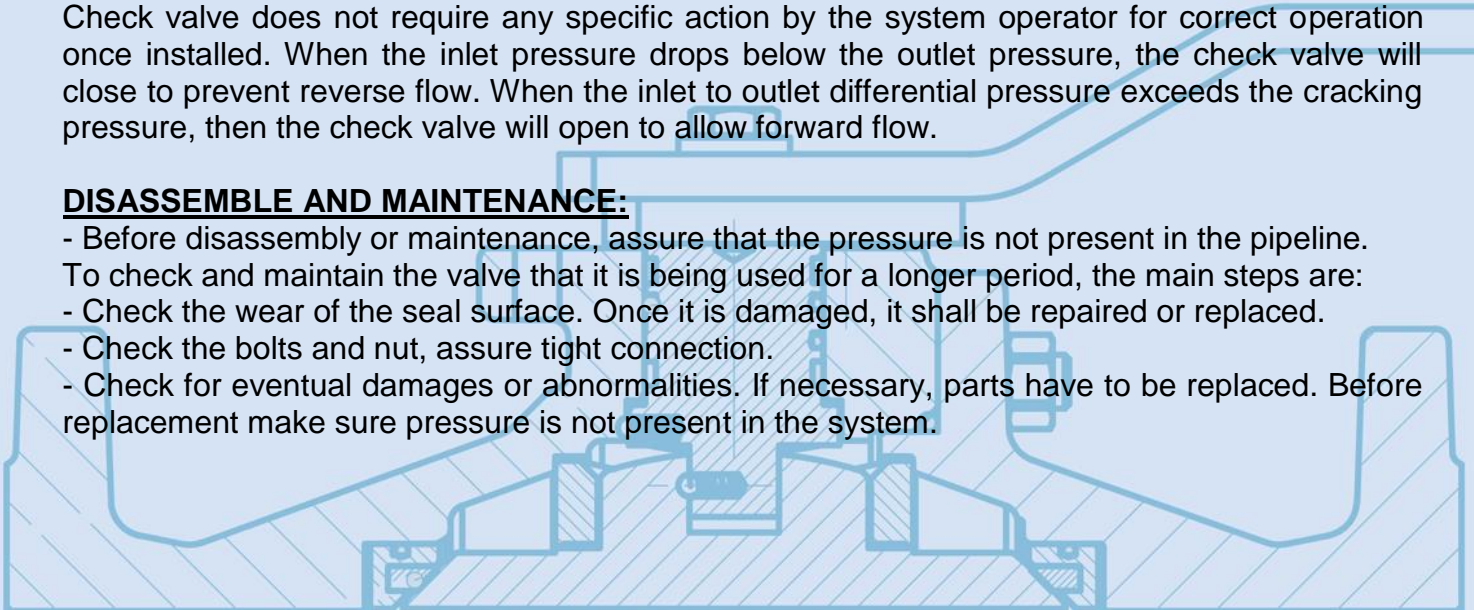 Check valve does not require any specific action by the system operator for correct operation
once installed. When the inlet pressure drops below the outlet pressure, the check valve will
close to prevent reverse flow. When the inlet to outlet differential pressure exceeds the cracking
pressure, then the check valve will open to allow forward flow.
DISASSEMBLE AND MAINTENANCE:
- Before disassembly or maintenance, assure that the pressure is not present in the pipeline.
To check and maintain the valve that it is being used for a longer period, the main steps are:
- Check the wear of the seal surface. Once it is damaged, it shall be repaired or replaced.
- Check the bolts and nut, assure tight connection.
- Check for eventual damages or abnormalities. If necessary, parts have to be replaced. Before
replacement make sure pressure is not present in the system.